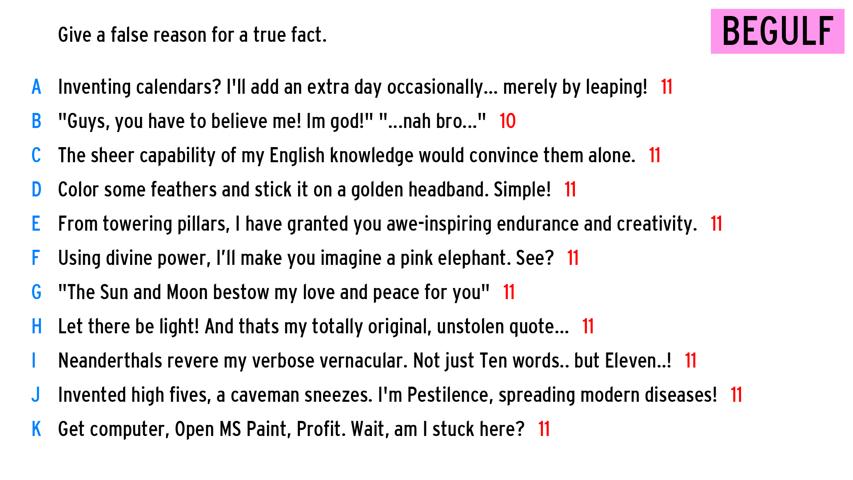 Give a false reason for a true fact.
BEGULF
A Inventing calendars? I'll add an extra day occasionally... merely by leaping! 11
B "Guys, you have to believe me! Im god!" "...nah bro..." 10
C The sheer capability of my English knowledge would convince them alone. 11
D Color some feathers and stick it on a golden headband. Simple! 11
E From towering pillars, I have granted you awe-inspiring endurance and creativity. 11
F Using divine power, I'll make you imagine a pink elephant. See? 11
G "The Sun and Moon bestow my love and peace for you" 11
H Let there be light! And thats my totally original, unstolen quote... 11
I Neanderthals revere my verbose vernacular. Not just Ten words.. but Eleven..! 11
J Invented high fives, a caveman sneezes. I'm Pestilence, spreading modern diseases! 11
K Get computer, Open MS Paint, Profit. Wait, am I stuck here? 11